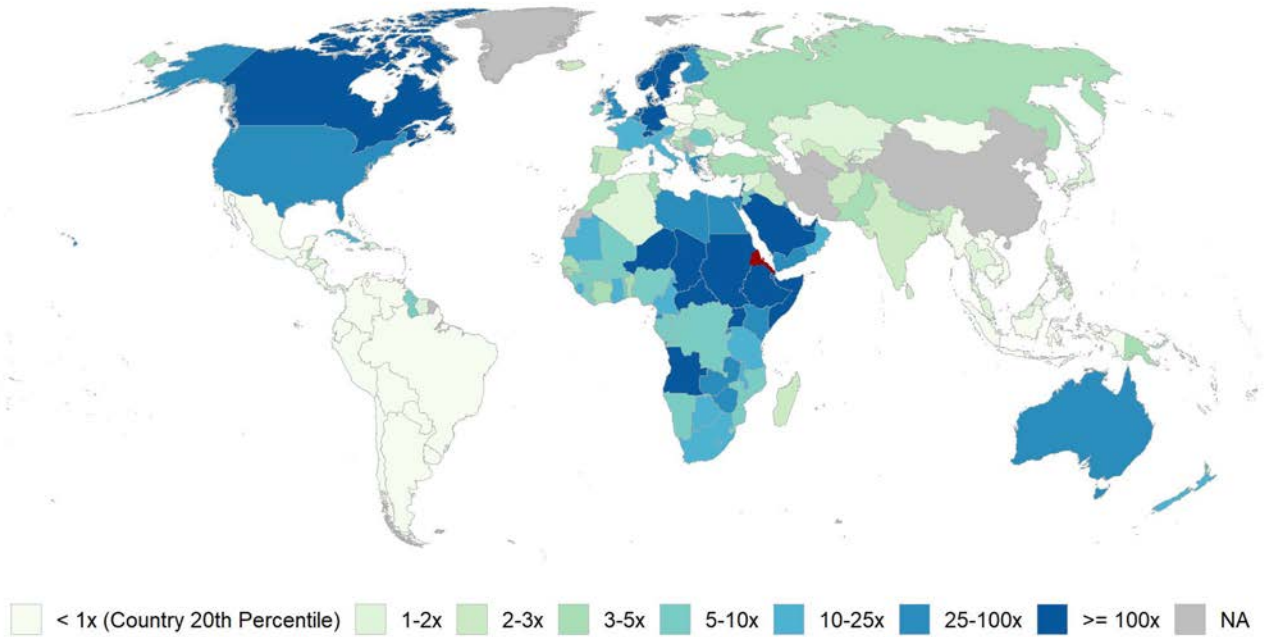 < 1x (Country 20th Percentile) 1-2x 2-3x 3-5x 5-10x 10-25x 25-100x >= 100x NA